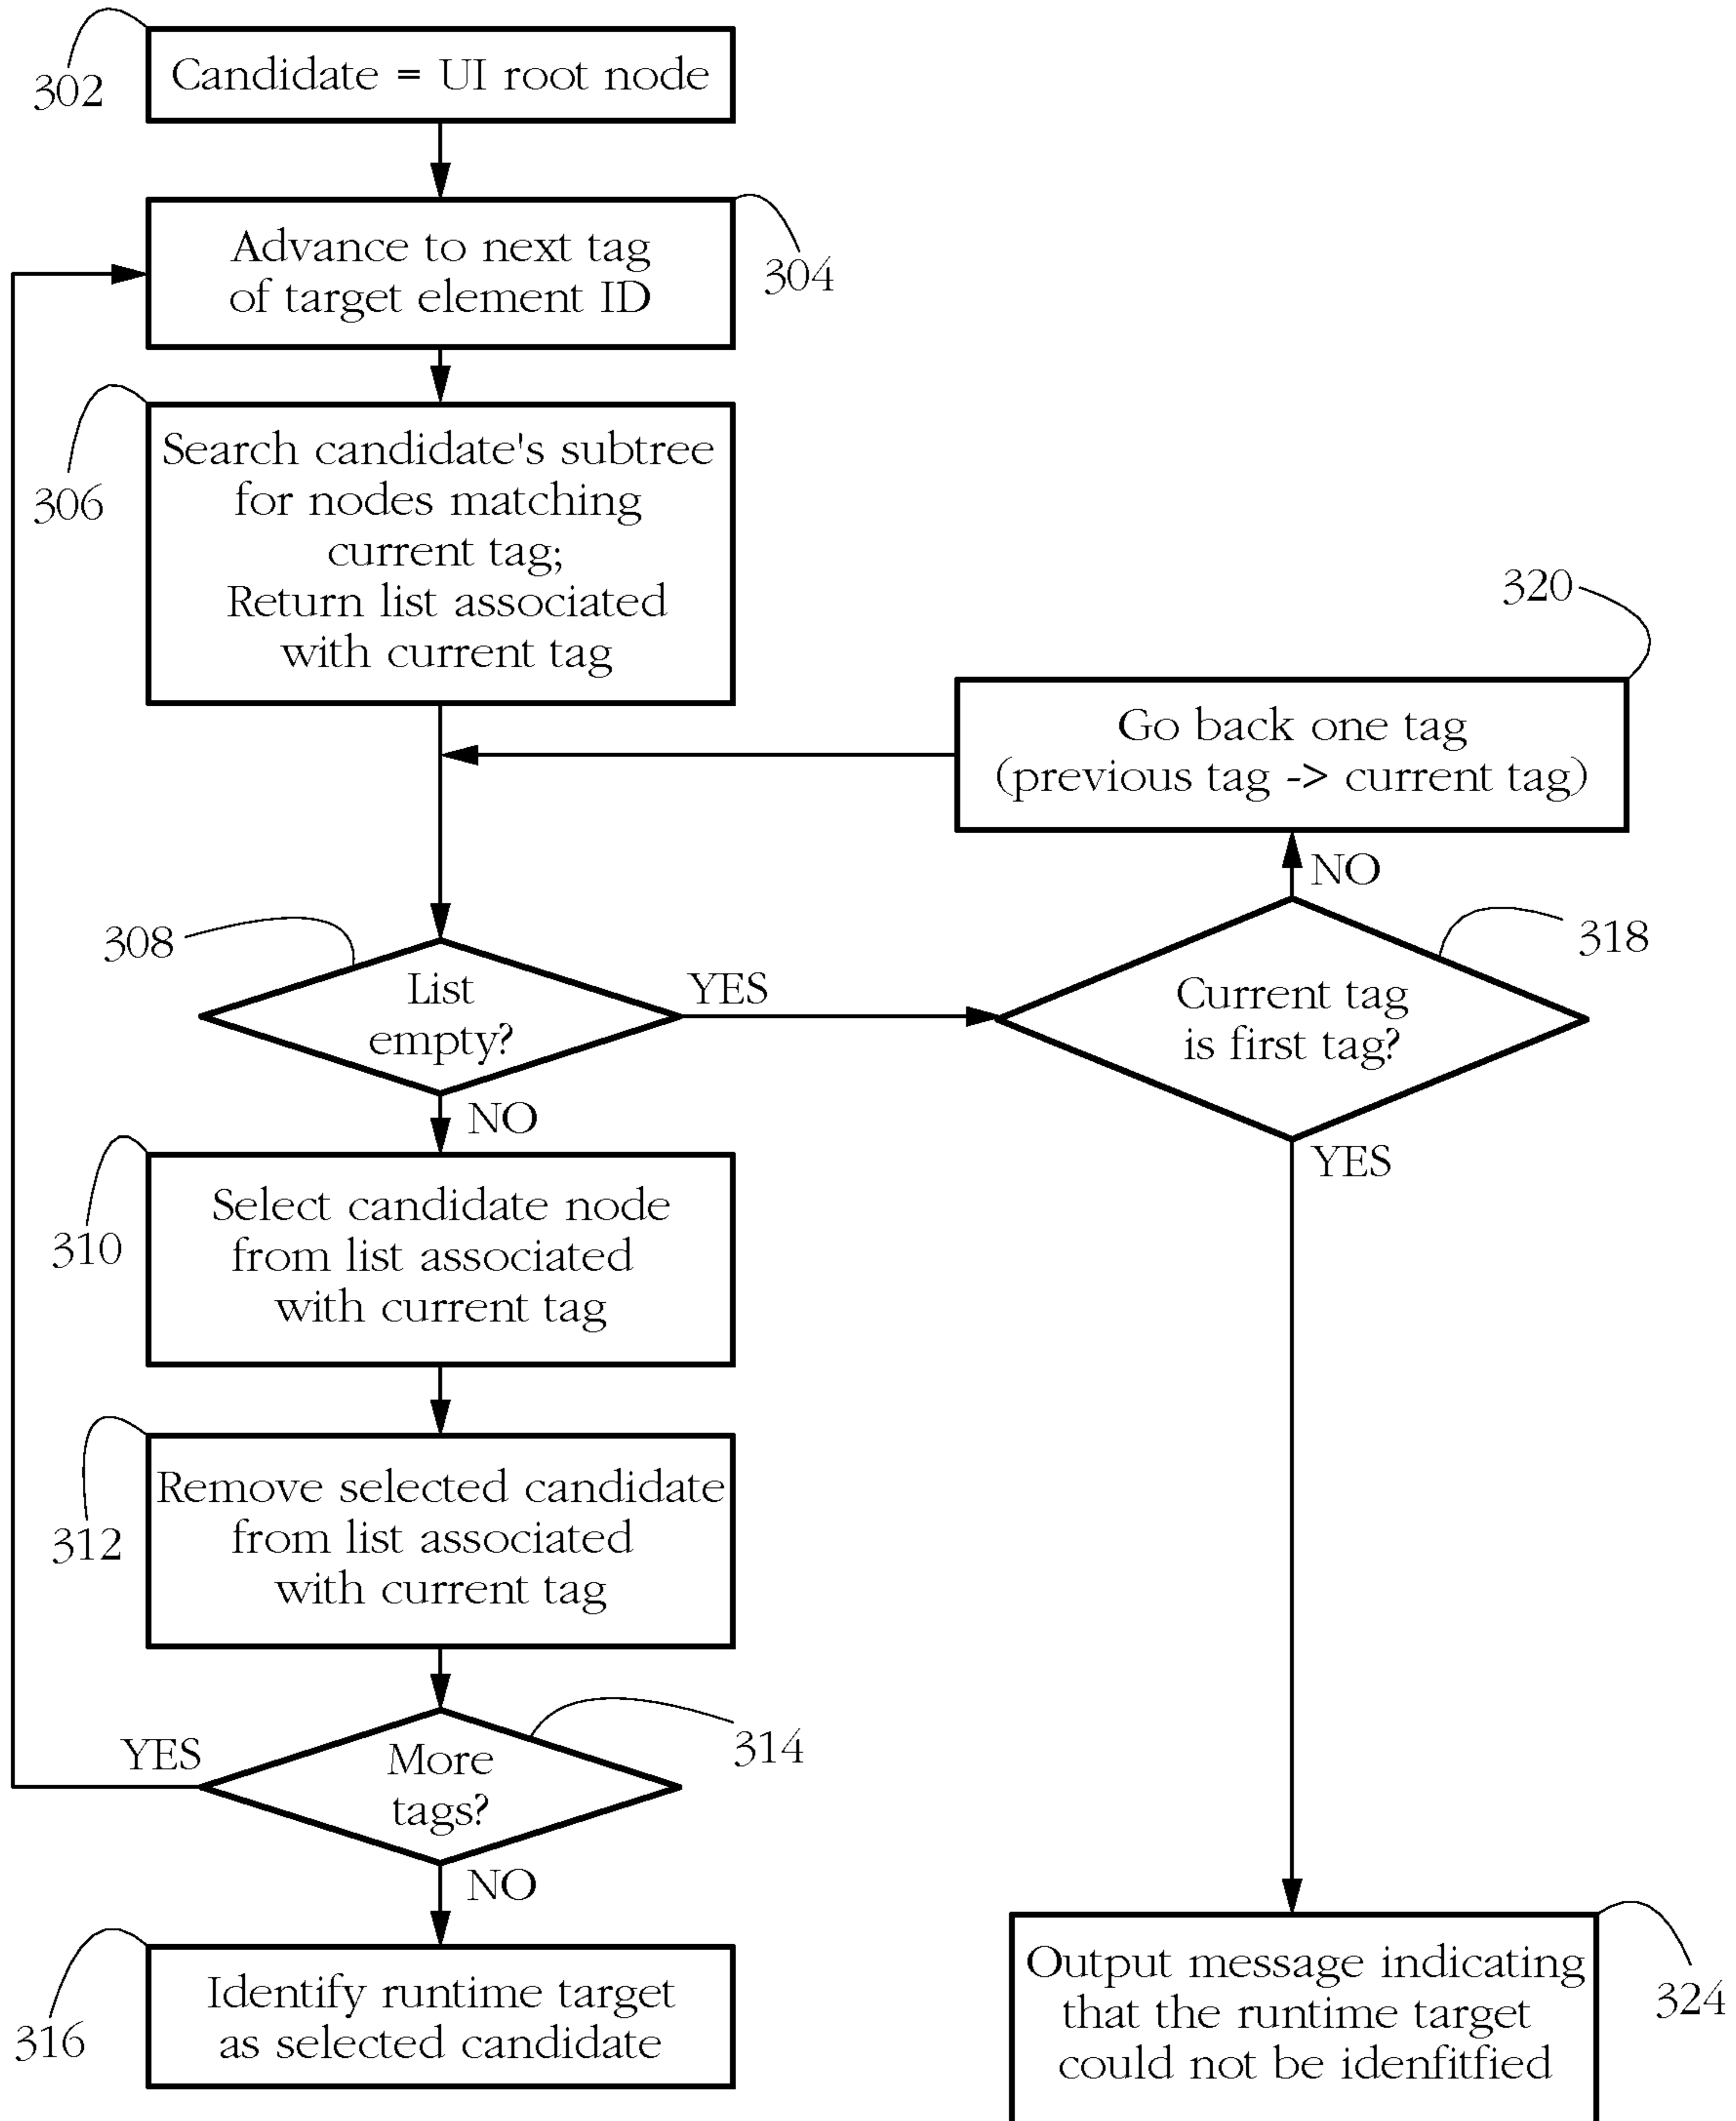 302
Candidate = UI root node
Advance to next tag
of target element ID
304
306
Search candidate's subtree
for nodes matching
current tag;
Return list associated
with current tag
320
Go back one tag
(previous tag -> current tag)
NO
308
List
empty?
YES
318
Current tag
is first tag?
NO
YES
310
Select candidate node
from list associated
with current tag
312
Remove selected candidate
from list associated
with current tag
314
YES
More
tags?
NO
316
Identify runtime target
as selected candidate
Output message indicating
that the runtime target
could not be idenfitfied
324